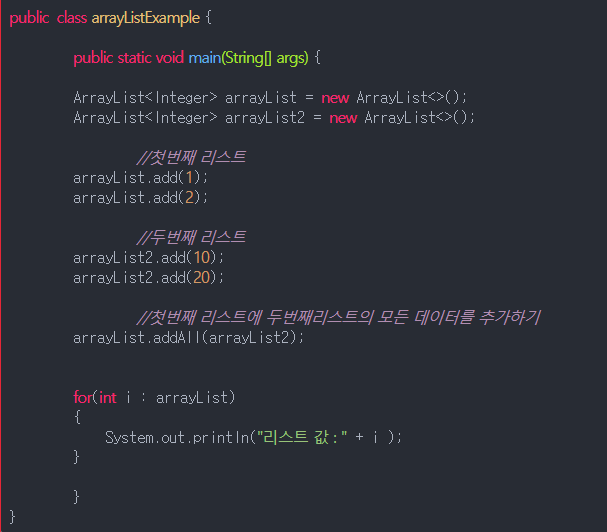 public class arrayListExample {
public static void main(String[] args) {
ArrayList<Integer> arrayList = new ArrayList<>();
ArrayList<Integer> arrayList2 = new ArrayList<>();
//첫번째 리스트
arrayList.add(1);
arrayList.add(2);
//두번째 리스트
arrayList2.add(10);
arrayList2.add(20);
//첫번째 리스트에 두번째리스트의 모든 데이터를 추가하기
arrayList.addAll(arrayList2);
for(int i : arrayList)
{
System.out.println("리스트 값 : " + i );
}
}
}